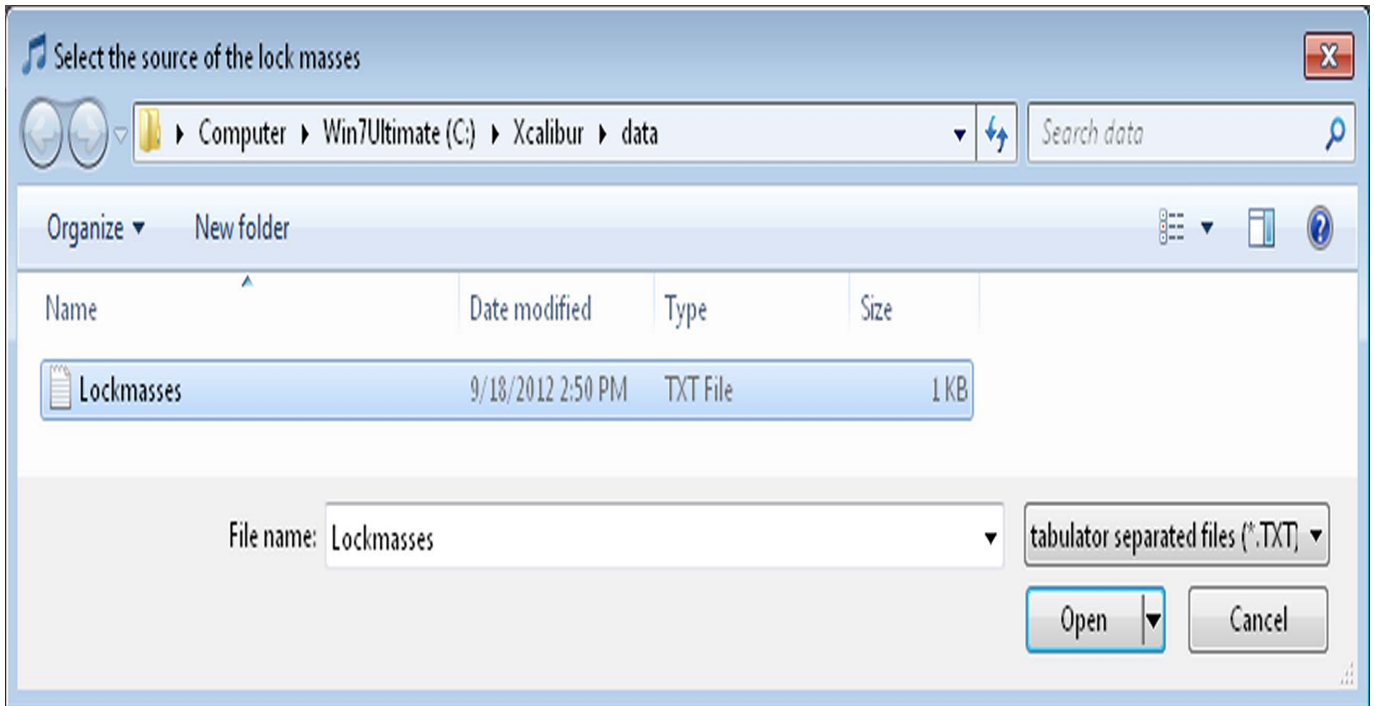 Select the source of the lock masses
Computer Win7Ultimate (C:) Xcalibur data
Search data
Organize New folder
Name Date modified Type Size
Lockmasses 9/18/2012 2:50 PM TXT File 1 KB
File name: Lockmasses tabulator separated files (*.TXT)
Open Cancel